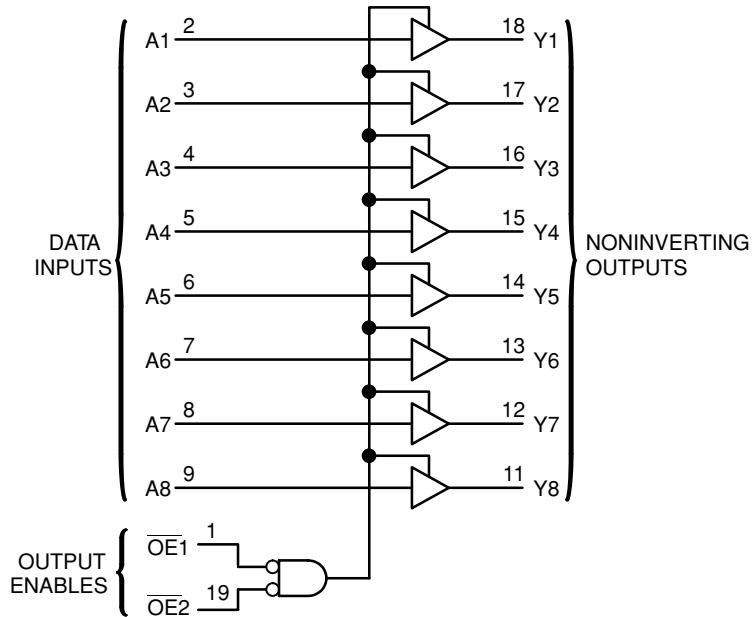 A1 2 18 Y1
A2 3 17 Y2
A3 4 16 Y3
A4 5 15 Y4
DATA
INPUTS
NONINVERTING
OUTPUTS
A5 6 14 Y5
A6 7 13 Y6
A7 8 12 Y7
A8 9 11 Y8
OUTPUT
ENABLES
O̅E̅1̅ 1
O̅E̅2̅ 19